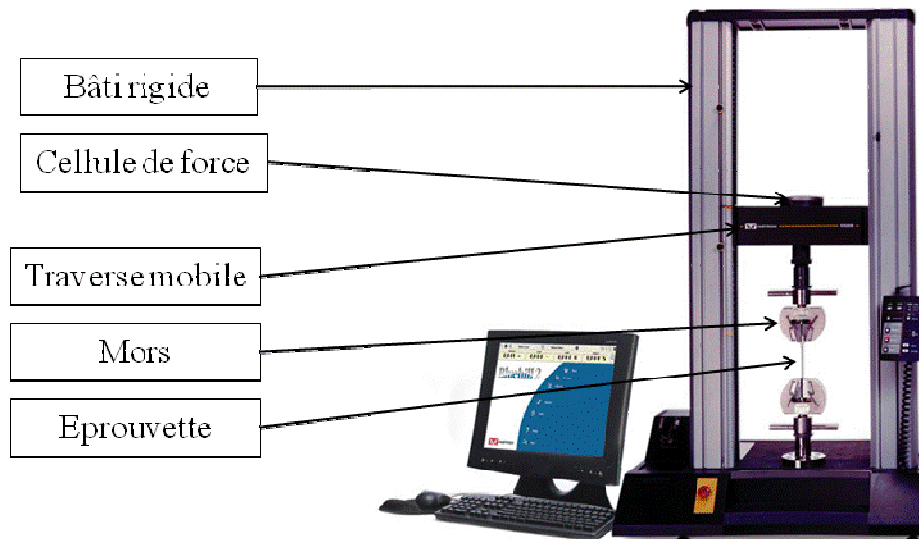 Bâti rigide
Cellule de force
Traverse mobile
Mors
Eprouvette